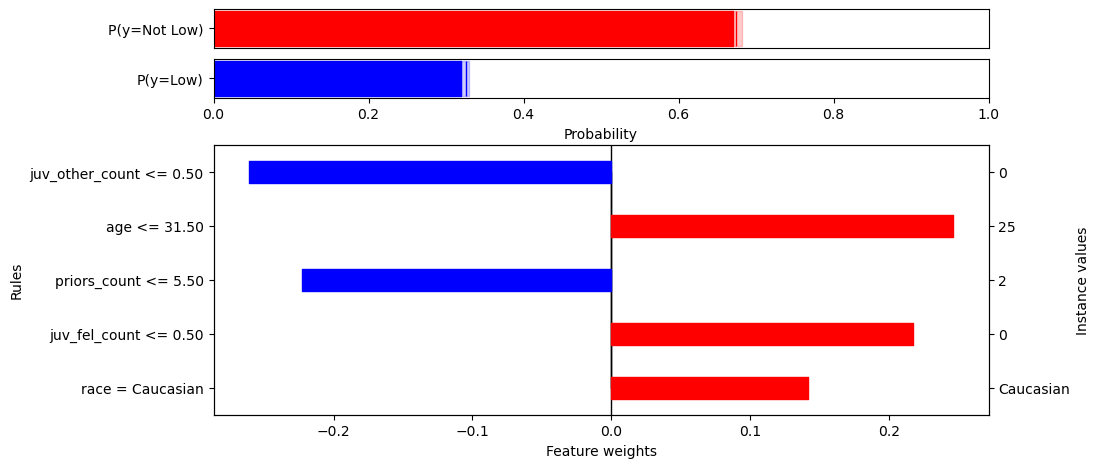 P(y=Not Low)
P(y=Low)
0.0 0.2 0.4 0.6 0.8 1.0
Probability
juv_other_count <= 0.50 0
age <= 31.50 25
priors_count <= 5.50 2
juv_fel_count <= 0.50 0
race = Caucasian Caucasian
Rules
Instance values
−0.2 −0.1 0.0 0.1 0.2
Feature weights